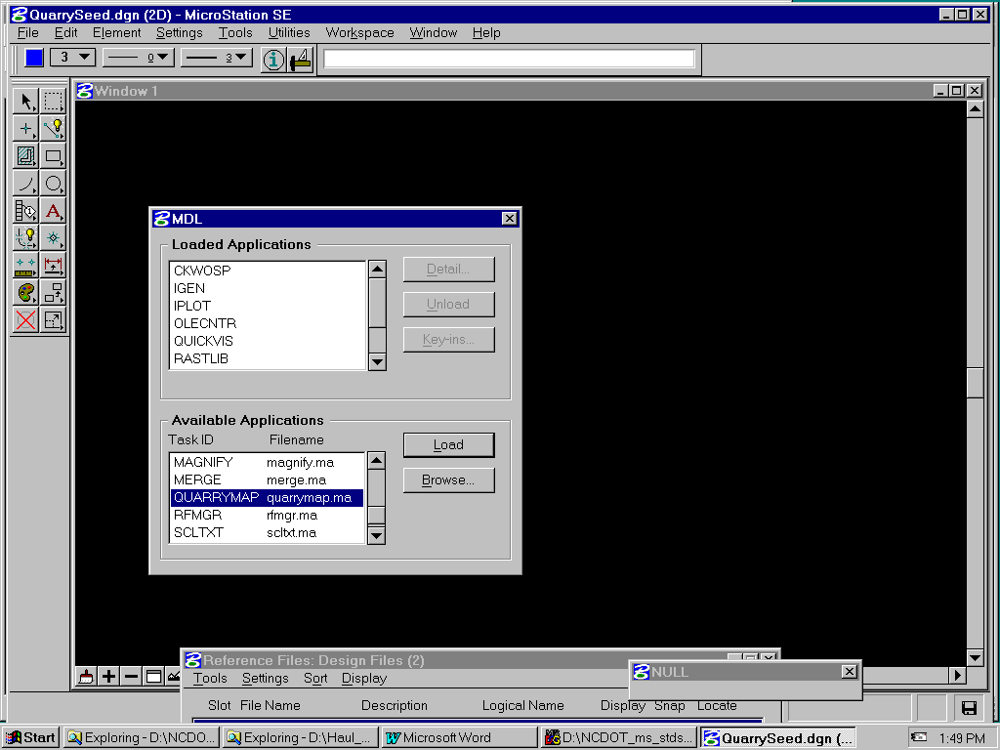 QuarrySeed.dgn (2D) - MicroStation SE
File Edit Element Settings Tools Utilities Workspace Window Help
3 0 3
Window 1
MDL
Loaded Applications
CKWOSP
IGEN
IPLOT
OLECNTR
QUICKVIS
RASTLIB
Detail...
Unload
Key-ins...
Available Applications
Task ID Filename
MAGNIFY magnify.ma
MERGE merge.ma
QUARRYMAP quarrymap.ma
RFMGR rfmgr.ma
SCLTXT scltxt.ma
Load
Browse...
Reference Files: Design Files (2)
Tools Settings Sort Display
Slot File Name Description Logical Name Display Snap Locate
NULL
Start Exploring - D:\NCDO... Exploring - D:\Haul_... Microsoft Word D:\NCDOT_ms_stds... QuarrySeed.dgn (... 1:49 PM